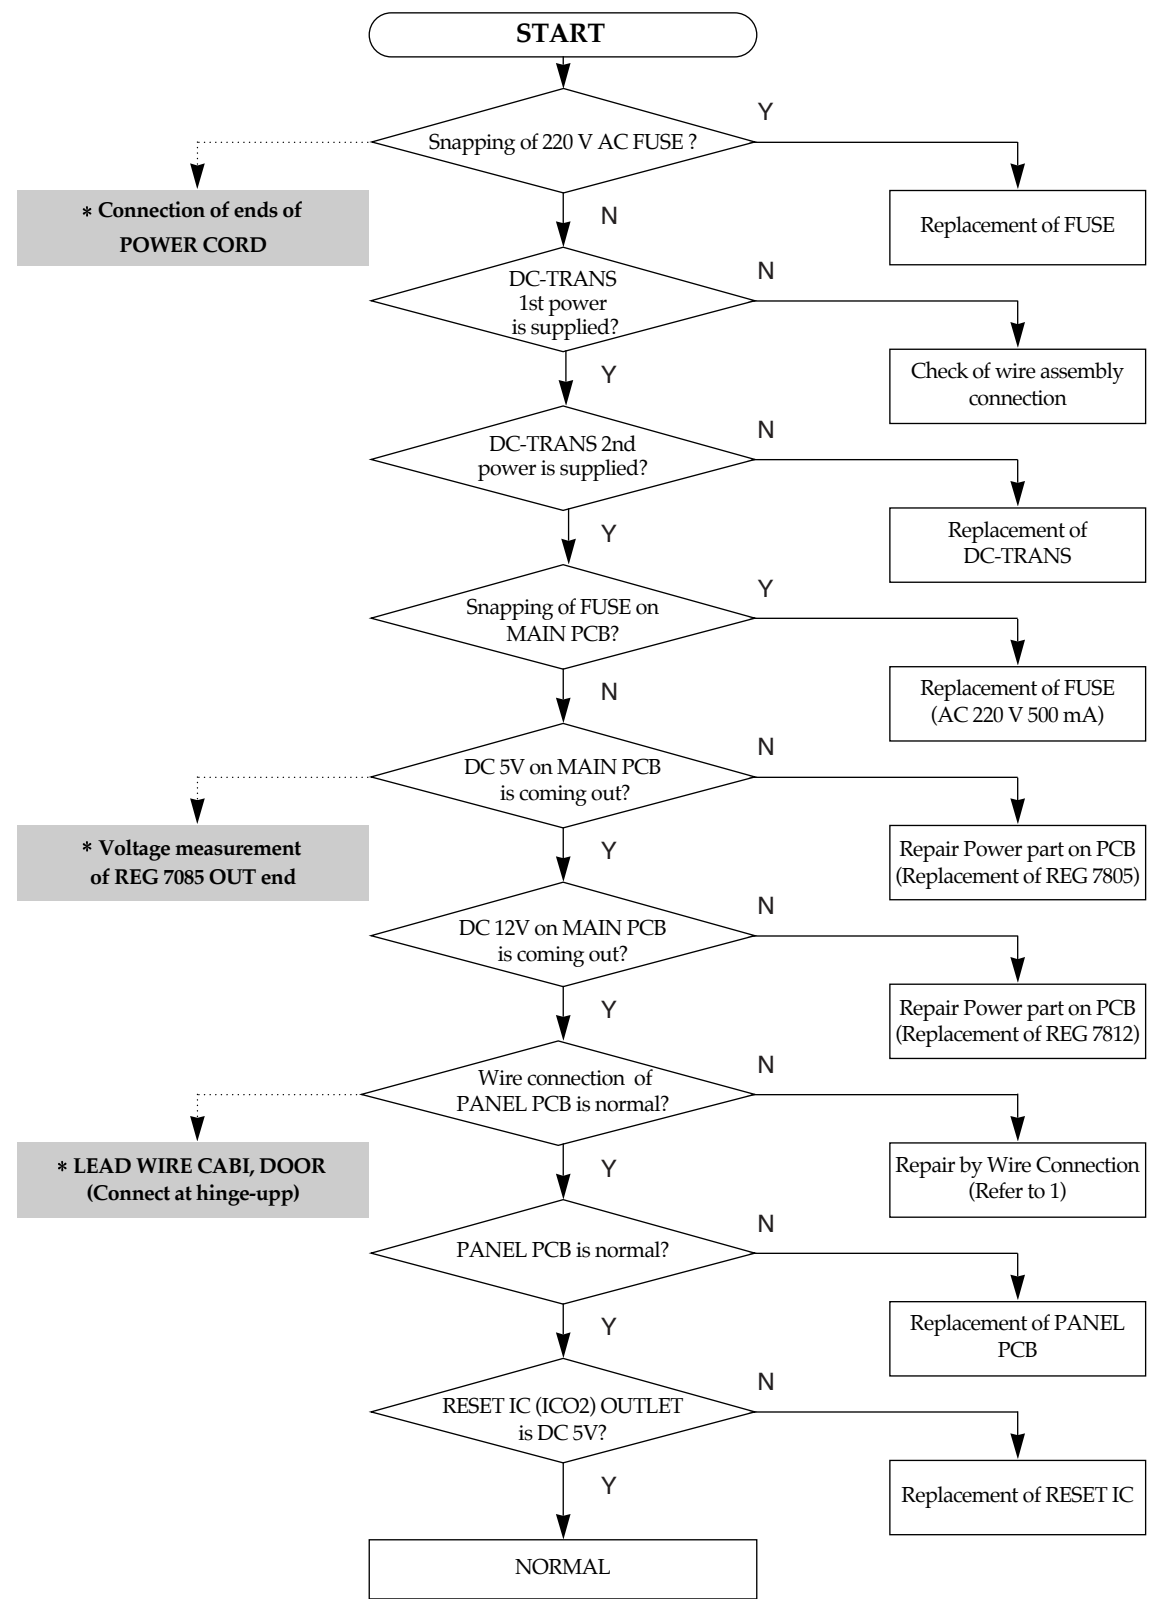 START
Snapping of 220 V AC FUSE ?
Y
N
* Connection of ends of
POWER CORD
Replacement of FUSE
DC-TRANS
1st power
is supplied?
N
Y
Check of wire assembly
connection
DC-TRANS 2nd
power is supplied?
N
Y
Replacement of
DC-TRANS
Snapping of FUSE on
MAIN PCB?
Y
N
Replacement of FUSE
(AC 220 V 500 mA)
DC 5V on MAIN PCB
is coming out?
N
Y
* Voltage measurement
of REG 7085 OUT end
Repair Power part on PCB
(Replacement of REG 7805)
DC 12V on MAIN PCB
is coming out?
N
Y
Repair Power part on PCB
(Replacement of REG 7812)
Wire connection of
PANEL PCB is normal?
N
Y
* LEAD WIRE CABI, DOOR
(Connect at hinge-upp)
Repair by Wire Connection
(Refer to 1)
PANEL PCB is normal?
N
Y
Replacement of PANEL
PCB
RESET IC (ICO2) OUTLET
is DC 5V?
N
Y
Replacement of RESET IC
NORMAL